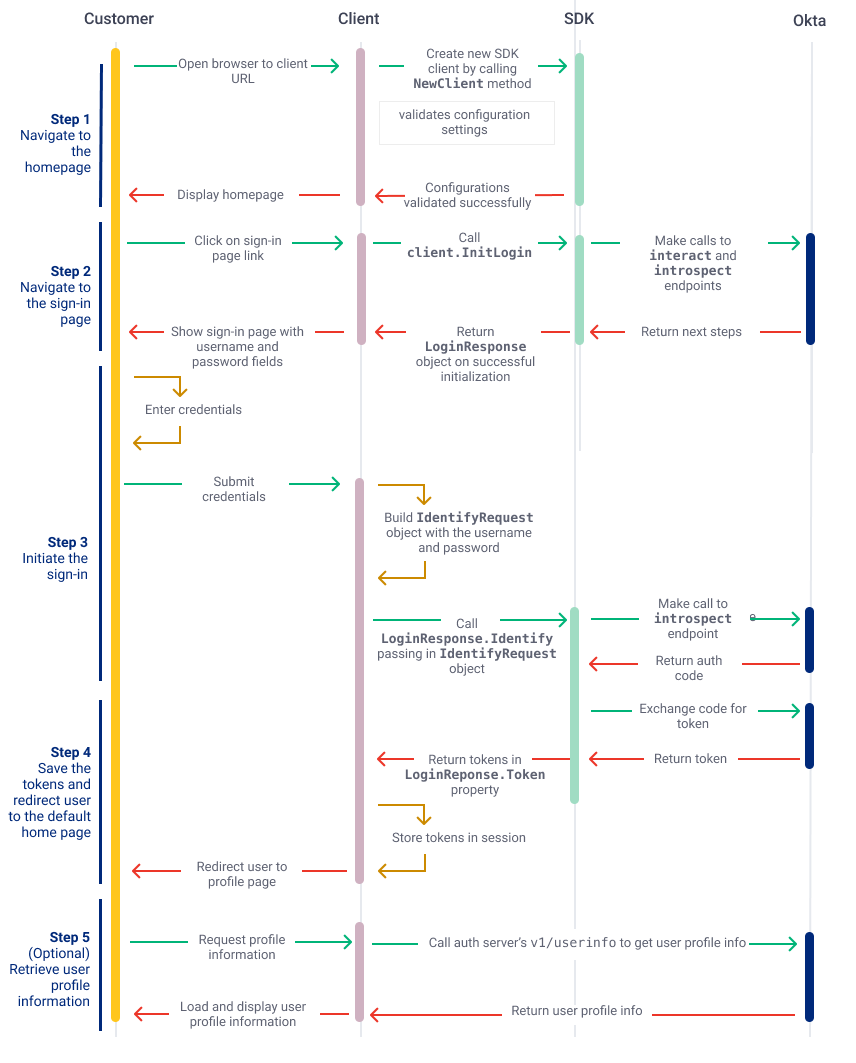 Customer
Client
SDK
Okta
Step 1
Navigate to
the
homepage
Open browser to client
URL
Create new SDK
client by calling
NewClient method
validates configuration
settings
Display homepage
Configurations
validated successfully
Step 2
Navigate to
the sign-in
page
Click on sign-in
page link
Call
client.InitLogin
Make calls to
interact and
introspect
endpoints
Show sign-in page with
username and
password fields
Return
LoginResponse
object on successful
initialization
Return next steps
Step 3
Initiate the
sign-in
Enter credentials
Submit
credentials
Build IdentifyRequest
object with the username
and password
Call
LoginResponse.Identify
passing in IdentifyRequest
object
Make call to
introspect
endpoint
Return auth
code
Step 4
Save the
tokens and
redirect user
to the default
home page
Exchange code for
token
Return tokens in
LoginReponse.Token
property
Return token
Store tokens in session
Redirect user to
profile page
Step 5
(Optional)
Retrieve user
profile
information
Request profile
information
Call auth server's v1/userinfo to get user profile info
Load and display user
profile information
Return user profile info